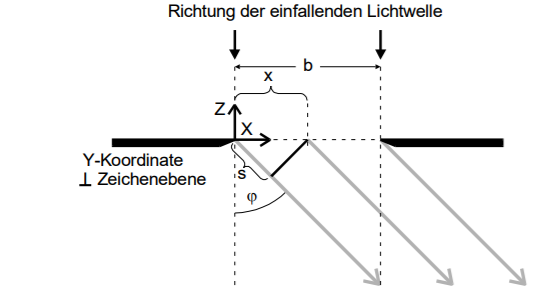 Richtung der einfallenden Lichtwelle
b
x
Z
X
Y-Koordinate
⊥ Zeichenebene
s
φ